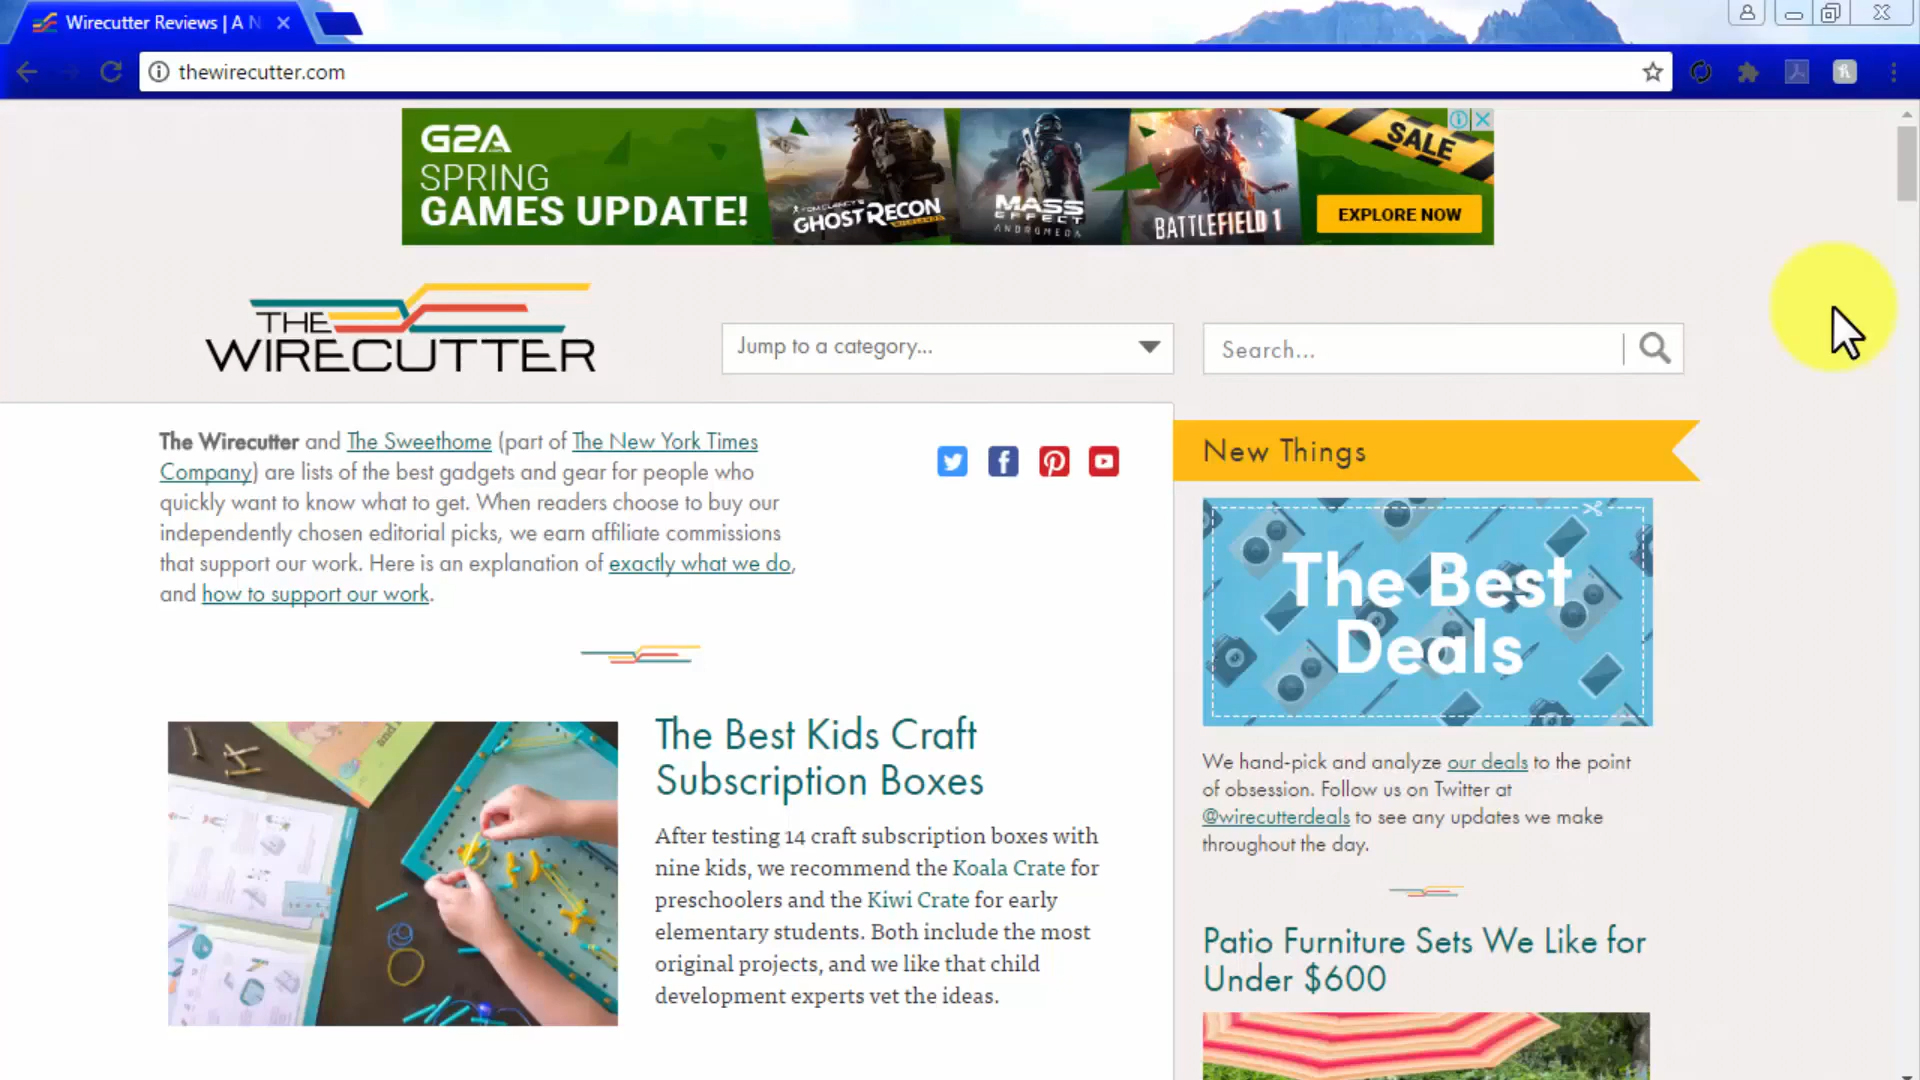 Wirecutter Reviews | A N
thewirecutter.com
G2A
SPRING
GAMES UPDATE!
TOM CLANCY'S
GHOST RECON
WILDLANDS
MASS
EFFECT
ANDROMEDA
BATTLEFIELD 1
SALE
EXPLORE NOW
THE
WIRECUTTER
Jump to a category...
Search...
The Wirecutter and The Sweethome (part of The New York Times
Company) are lists of the best gadgets and gear for people who
quickly want to know what to get. When readers choose to buy our
independently chosen editorial picks, we earn affiliate commissions
that support our work. Here is an explanation of exactly what we do,
and how to support our work.
New Things
The Best
Deals
We hand-pick and analyze our deals to the point
of obsession. Follow us on Twitter at
@wirecutterdeals to see any updates we make
throughout the day.
The Best Kids Craft
Subscription Boxes
After testing 14 craft subscription boxes with
nine kids, we recommend the Koala Crate for
preschoolers and the Kiwi Crate for early
elementary students. Both include the most
original projects, and we like that child
development experts vet the ideas.
Patio Furniture Sets We Like for
Under $600